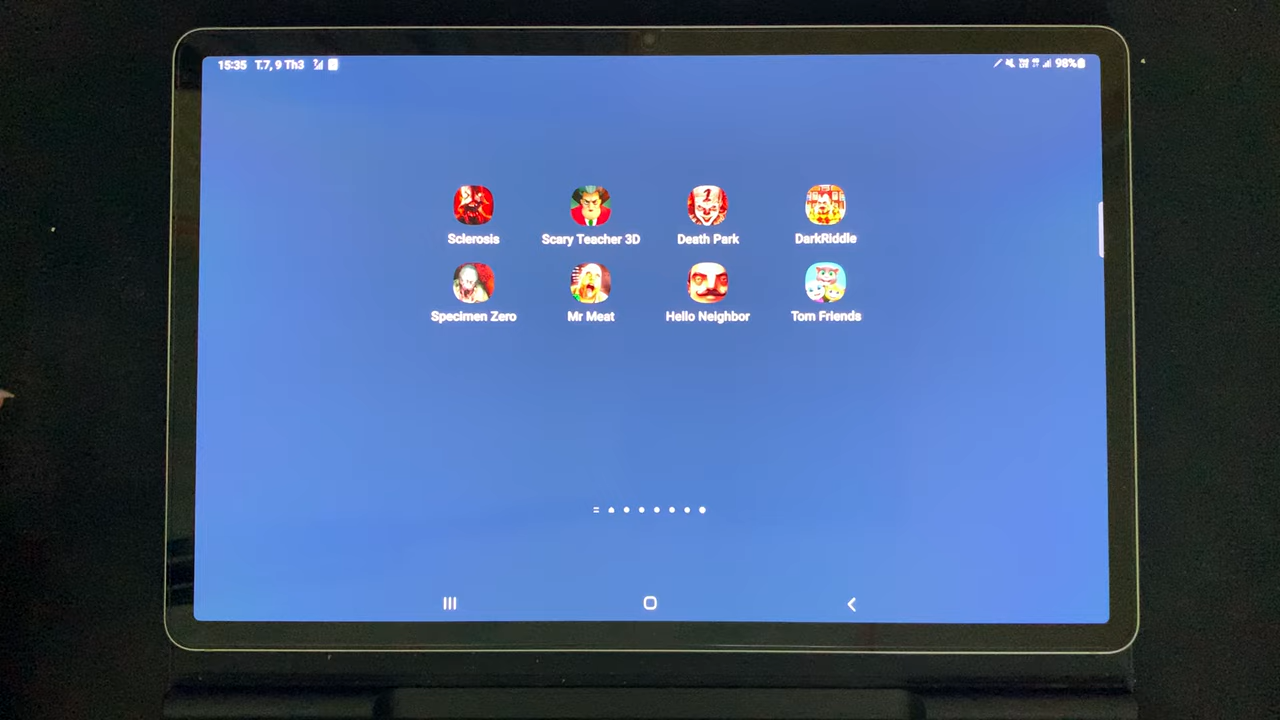 15:35 T.7, 9 Th3 98%
Sclerosis Scary Teacher 3D Death Park DarkRiddle
Specimen Zero Mr Meat Hello Neighbor Tom Friends